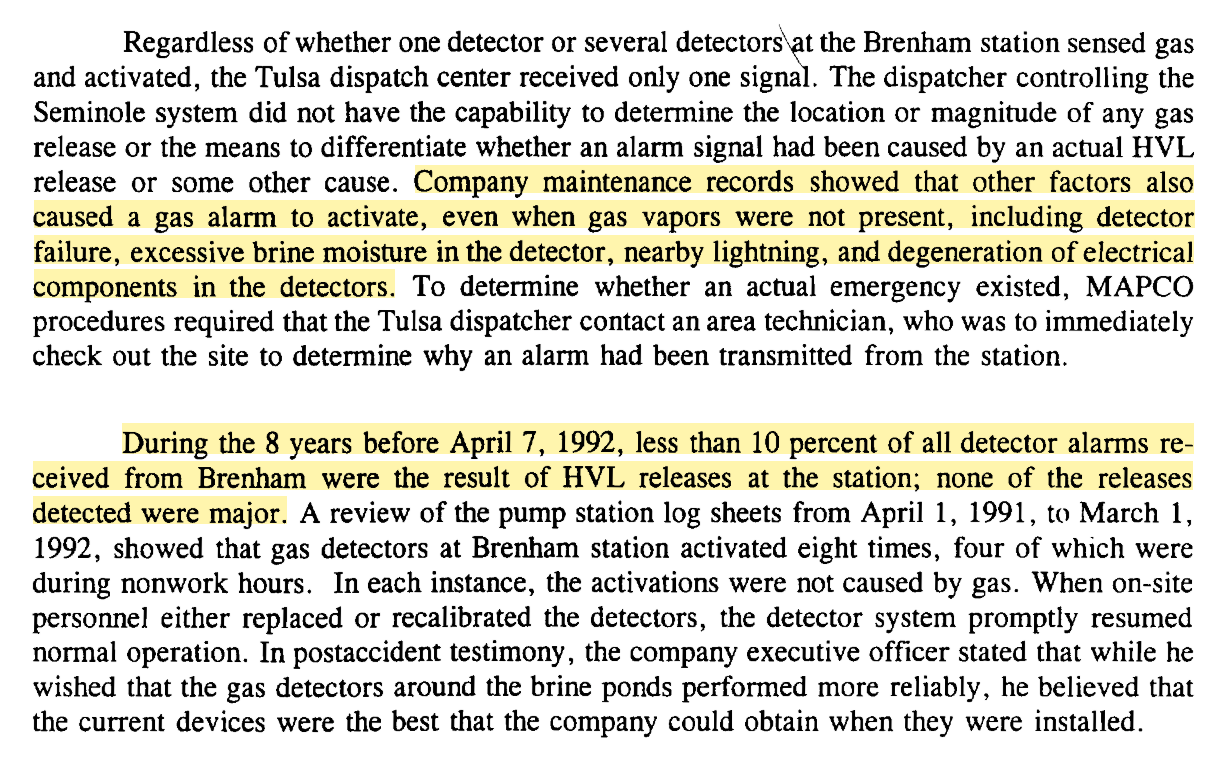 Regardless of whether one detector or several detectors at the Brenham station sensed gas
and activated, the Tulsa dispatch center received only one signal. The dispatcher controlling the
Seminole system did not have the capability to determine the location or magnitude of any gas
release or the means to differentiate whether an alarm signal had been caused by an actual HVL
release or some other cause. Company maintenance records showed that other factors also
caused a gas alarm to activate, even when gas vapors were not present, including detector
failure, excessive brine moisture in the detector, nearby lightning, and degeneration of electrical
components in the detectors. To determine whether an actual emergency existed, MAPCO
procedures required that the Tulsa dispatcher contact an area technician, who was to immediately
check out the site to determine why an alarm had been transmitted from the station.
During the 8 years before April 7, 1992, less than 10 percent of all detector alarms re-
ceived from Brenham were the result of HVL releases at the station; none of the releases
detected were major. A review of the pump station log sheets from April 1, 1991, to March 1,
1992, showed that gas detectors at Brenham station activated eight times, four of which were
during nonwork hours. In each instance, the activations were not caused by gas. When on-site
personnel either replaced or recalibrated the detectors, the detector system promptly resumed
normal operation. In postaccident testimony, the company executive officer stated that while he
wished that the gas detectors around the brine ponds performed more reliably, he believed that
the current devices were the best that the company could obtain when they were installed.